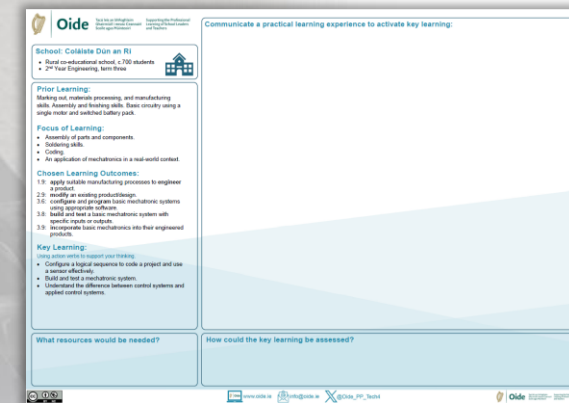 Oide
Supporting the Professional
Learning of School Leaders
and Teachers
Communicate a practical learning experience to activate key learning:
School: Coláiste Dún an Rí
• Rural co-educational school, c.700 students
• 2nd Year Engineering, term three
Prior Learning:
Marking out, materials processing, and manufacturing
skills. Assembly and finishing skills. Basic circuitry using a
single motor and switched battery pack.
Focus of Learning:
• Assembly of parts and components.
• Soldering skills.
• Coding.
• An application of mechatronics in a real-world context.
Chosen Learning Outcomes:
1.9: apply suitable manufacturing processes to engineer
a product.
2.9: modify an existing product/design.
3.6: configure and program basic mechatronic systems
using appropriate software.
3.8: build and test a basic mechatronic system with
specific inputs or outputs.
3.9: incorporate basic mechatronics into their engineered
products.
Key Learning:
Using action verbs to support your thinking.
• Configure a logical sequence to code a project and use
a sensor effectively.
• Build and test a mechatronic system.
• Understand the difference between control systems and
applied control systems.
What resources would be needed?
How could the key learning be assessed?
www.oide.ie
info@oide.ie
@Oide_PP_Tech4
Oide